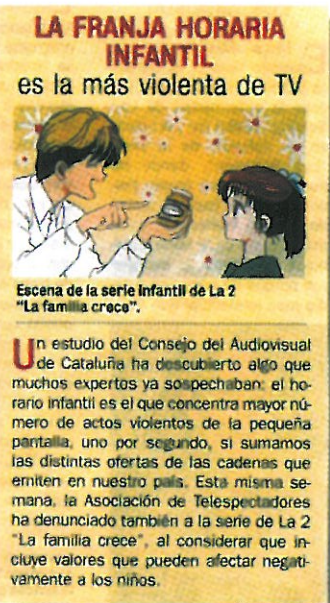 LA FRANJA HORARIA
INFANTIL
es la más violenta de TV
Escena de la serie infantil de La 2
"La familia crece".
Un estudio del Consejo del Audiovisual
de Cataluña ha descubierto algo que
muchos expertos ya sospechaban: el ho-
rario infantil es el que concentra mayor nú-
mero de actos violentos de la pequeña
pantalla, uno por segundo, si sumamos
las distintas ofertas de las cadenas que
emiten en nuestro país. Esta misma se-
mana, la Asociación de Telespectadores
ha denunciado también a la serie de La 2
"La familia crece", al considerar que in-
cluye valores que pueden afectar negati-
vamente a los niños.